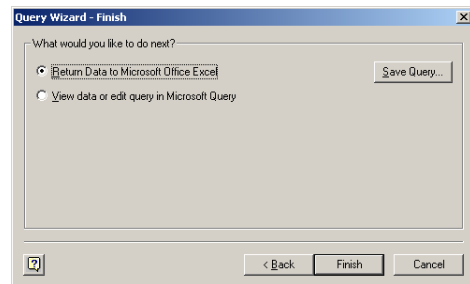 Query Wizard - Finish
What would you like to do next?
Return Data to Microsoft Office Excel
Save Query...
View data or edit query in Microsoft Query
?
< Back
Finish
Cancel